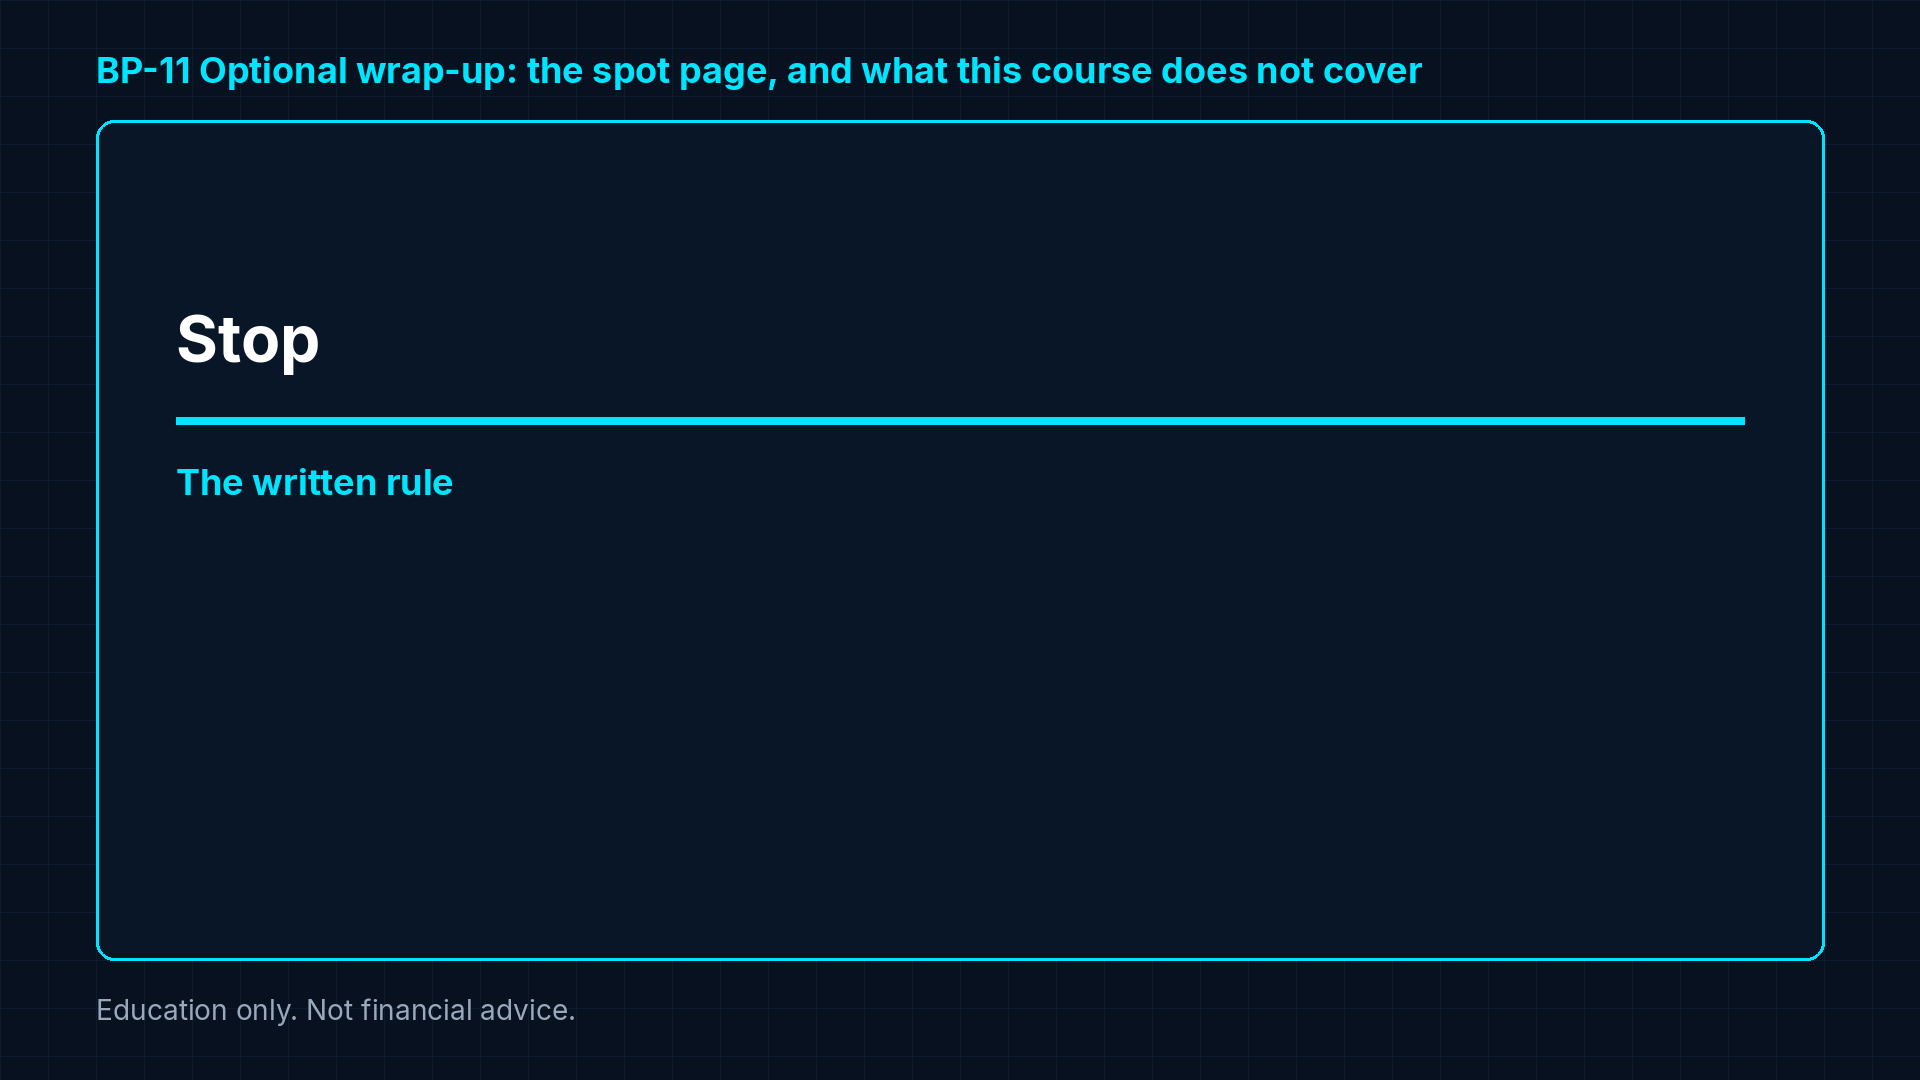 BP-11 Optional wrap-up: the spot page, and what this course does not cover
Stop
The written rule
Education only. Not financial advice.